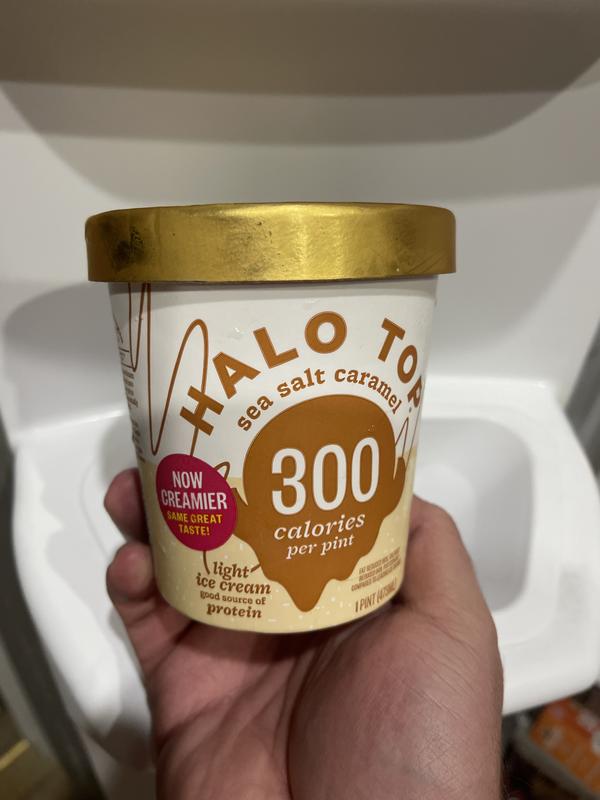 HALO TOP
sea salt caramel
300
calories
per pint
NOW
CREAMIER
SAME GREAT
TASTE!
light
ice cream
good source of
protein
1 PINT (473mL)